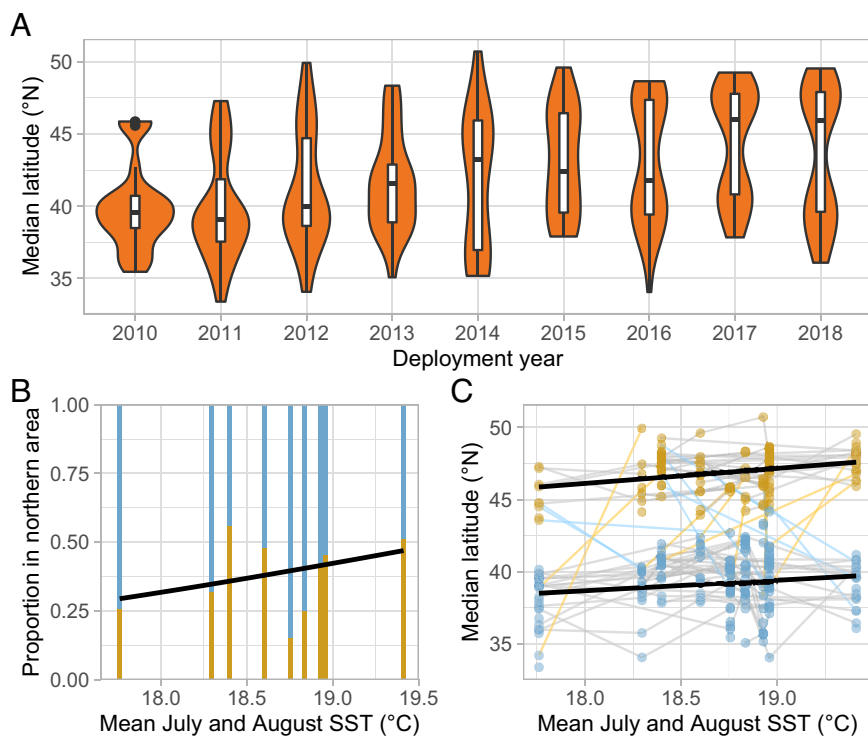 A
Median latitude (°N)
50
45
40
35
2010 2011 2012 2013 2014 2015 2016 2017 2018
Deployment year
B
Proportion in northern area
1.00
0.75
0.50
0.25
0.00
18.0 18.5 19.0 19.5
Mean July and August SST (°C)
C
Median latitude (°N)
50
45
40
35
18.0 18.5 19.0
Mean July and August SST (°C)